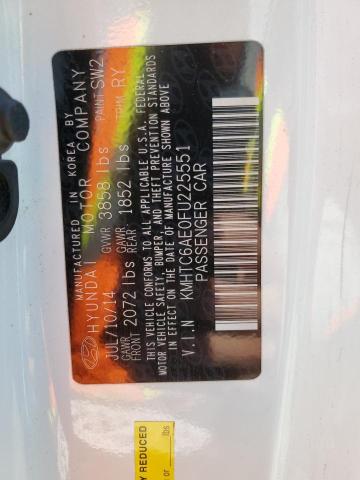 MANUFACTURED IN KOREA BY
HYUNDAI MOTOR COMPANY
JUL/10/14 GVWR 3858 lbs PAINT SW2
GAWR FRONT 2072 lbs GAWR REAR 1852 lbs TRIM RY
THIS VEHICLE CONFORMS TO ALL APPLICABLE U.S.A. FEDERAL
MOTOR VEHICLE SAFETY, BUMPER, AND THEFT PREVENTION STANDARDS
IN EFFECT ON THE DATE OF MANUFACTURE SHOWN ABOVE
V.I.N KMHTC6AE0FU225551
PASSENGER CAR
REDUCED
or lbs